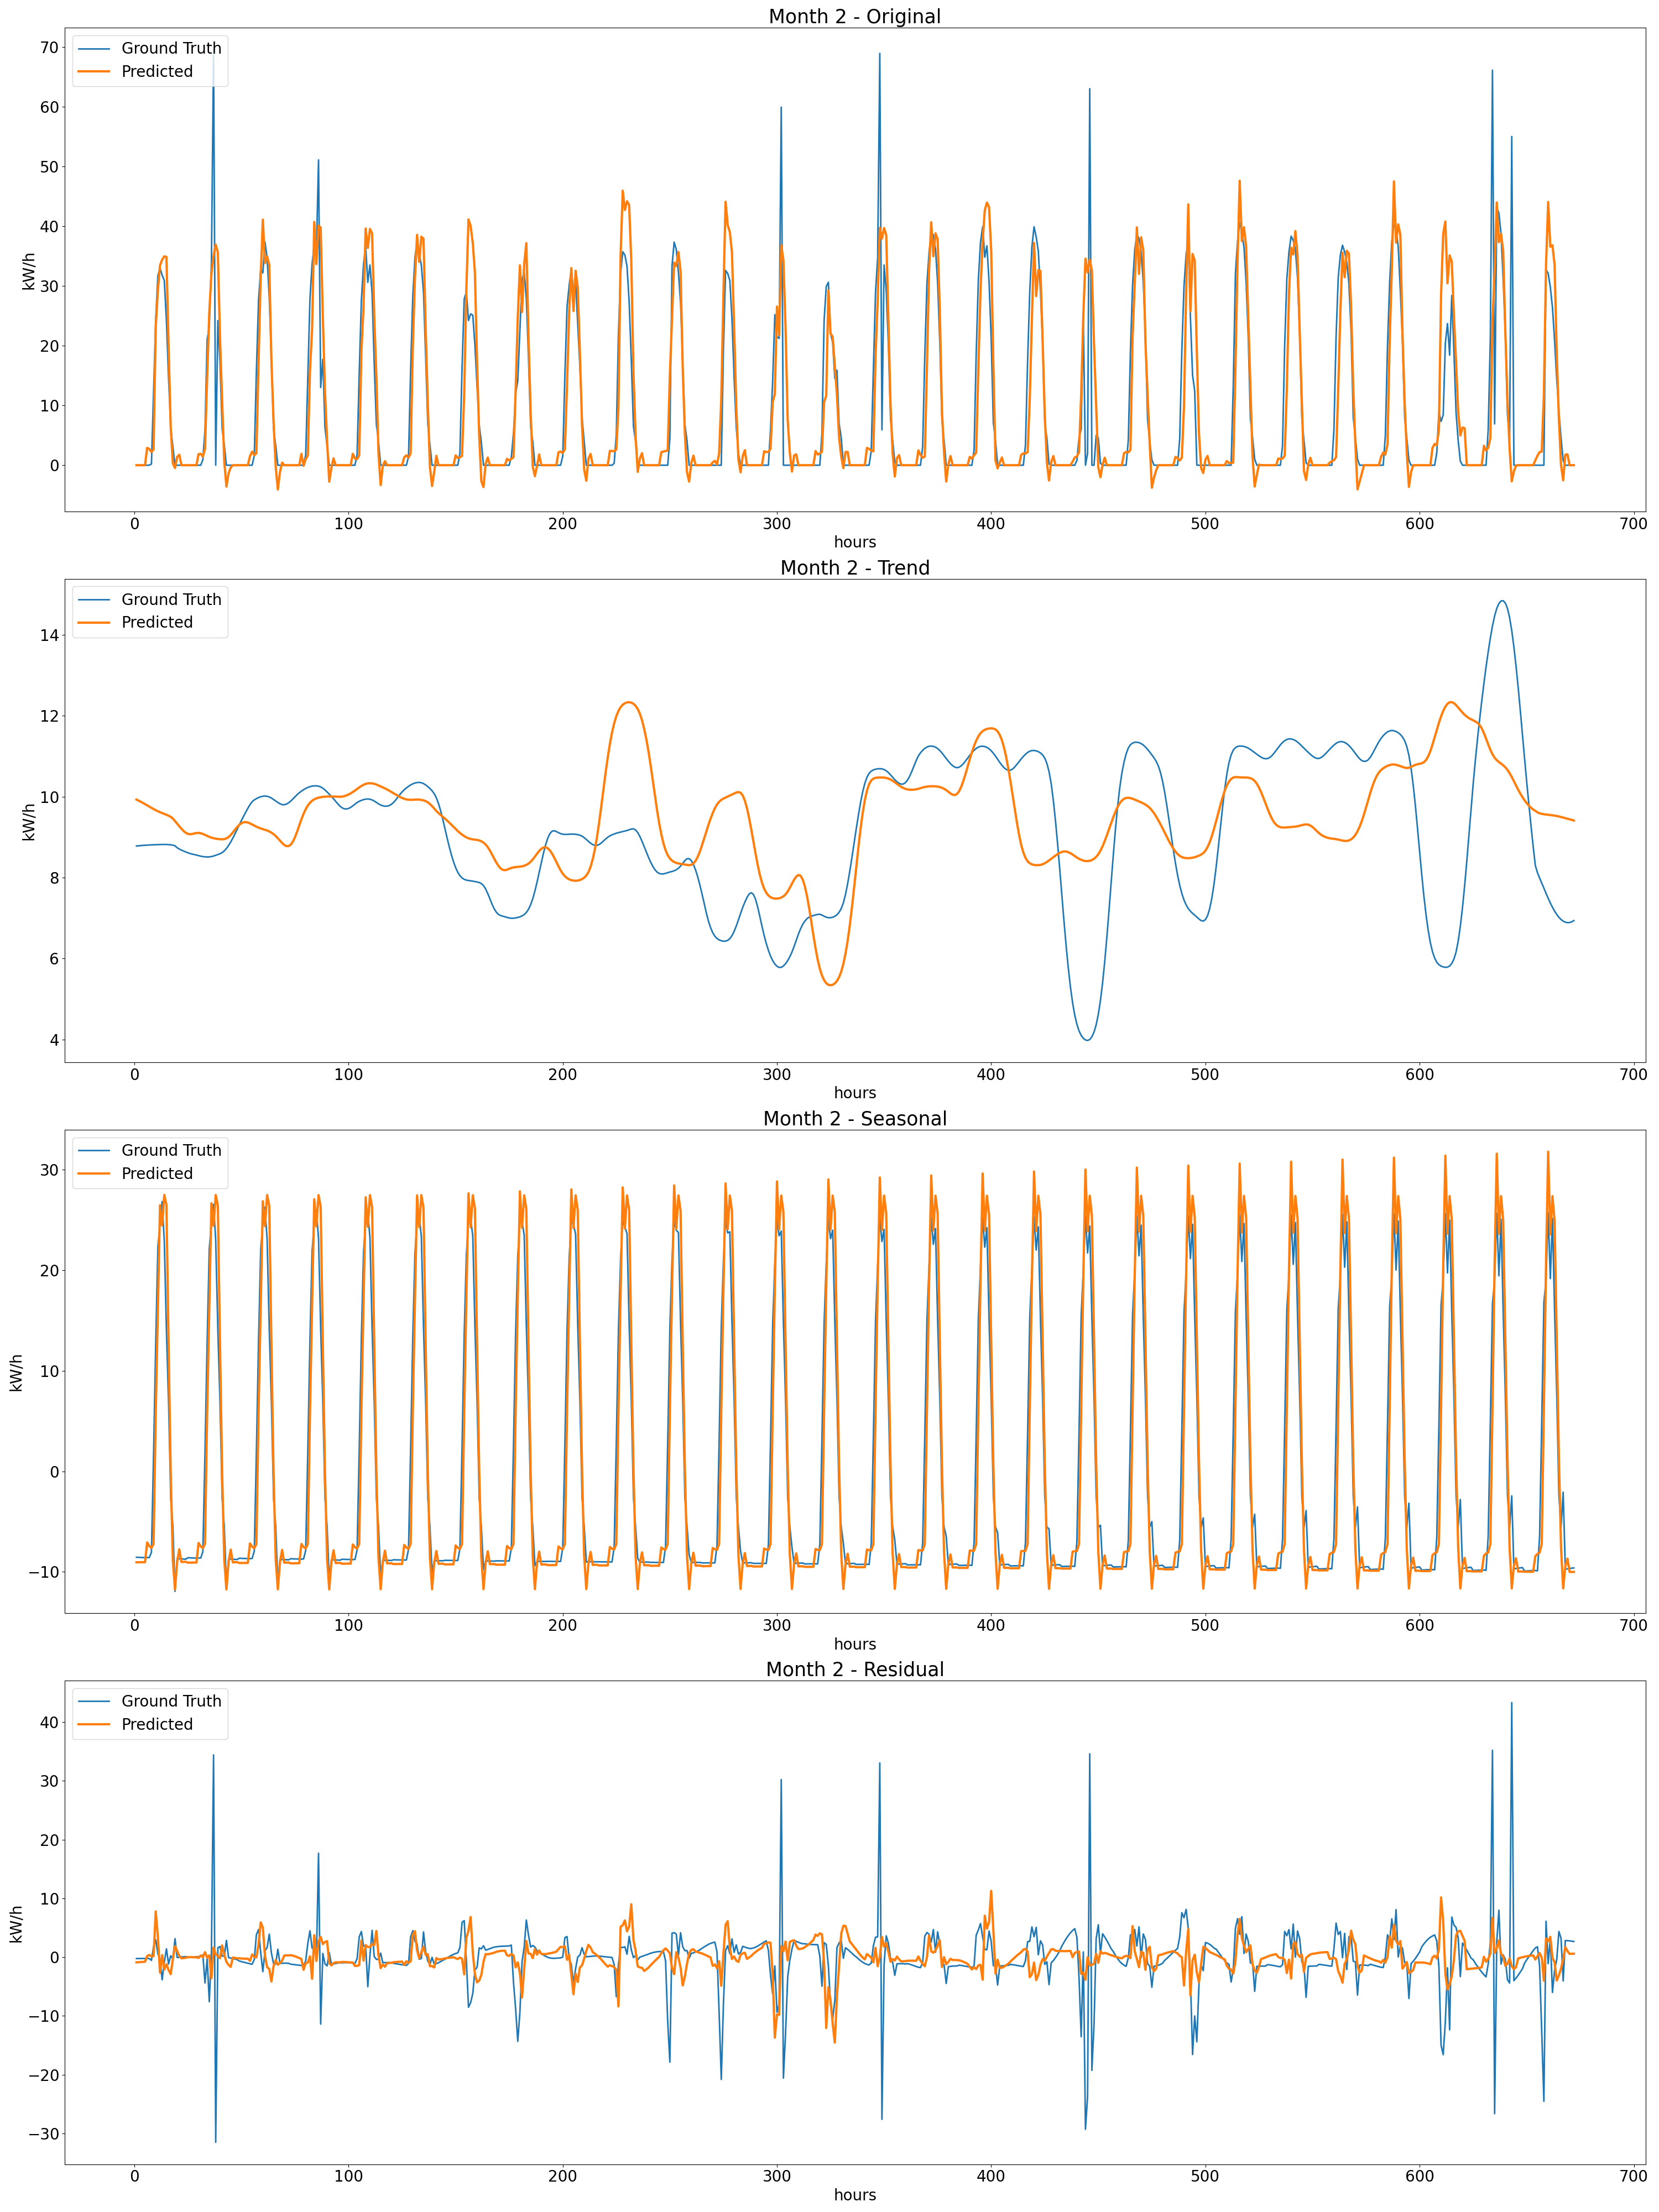 Month 2 - Original
Ground Truth
Predicted
70
60
50
40
30
20
10
0
kW/h
0 100 200 300 400 500 600 700
hours
Month 2 - Trend
Ground Truth
Predicted
14
12
10
8
6
4
kW/h
0 100 200 300 400 500 600 700
hours
Month 2 - Seasonal
Ground Truth
Predicted
30
20
10
0
−10
kW/h
0 100 200 300 400 500 600 700
hours
Month 2 - Residual
Ground Truth
Predicted
40
30
20
10
0
−10
−20
−30
kW/h
0 100 200 300 400 500 600 700
hours